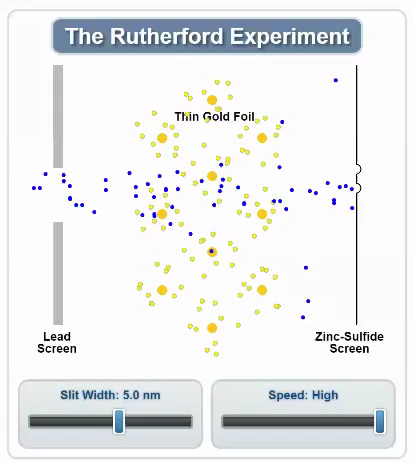 The Rutherford Experiment
Thin Gold Foil
Lead
Screen
Zinc-Sulfide
Screen
Slit Width: 5.0 nm
Speed: High